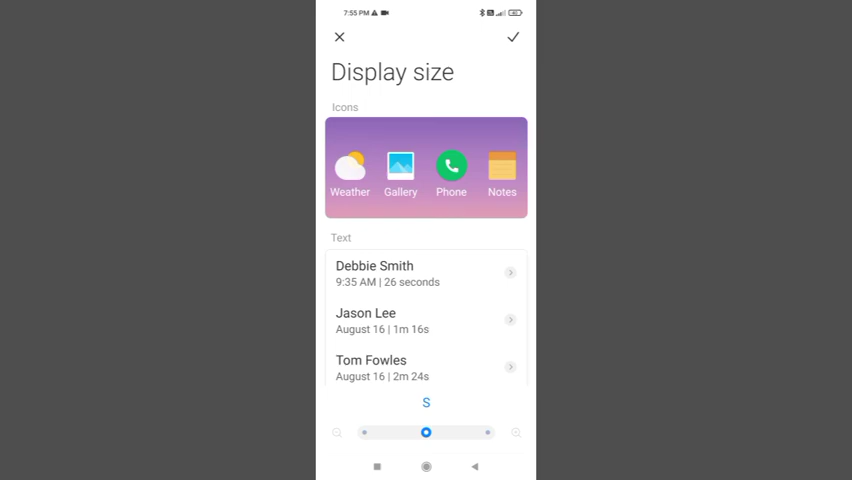 7:55 PM
Display size
Icons
Weather Gallery Phone Notes
Text
Debbie Smith
9:35 AM | 26 seconds
Jason Lee
August 16 | 1m 16s
Tom Fowles
August 16 | 2m 24s
S